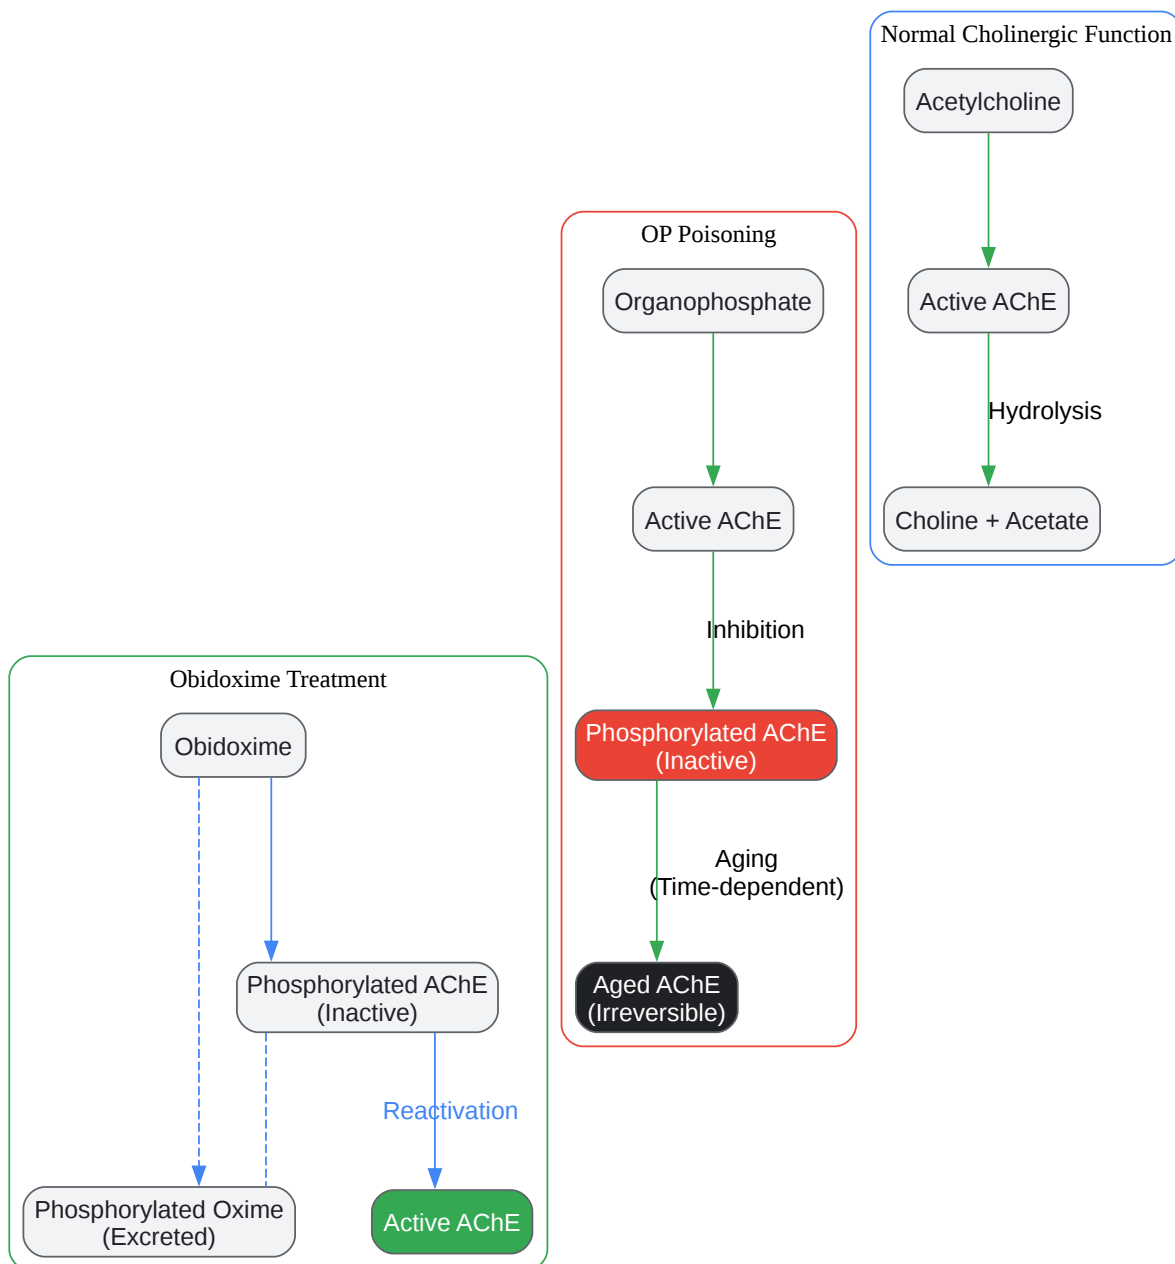 Normal Cholinergic Function
Acetylcholine
Active AChE
Hydrolysis
Choline + Acetate
OP Poisoning
Organophosphate
Active AChE
Inhibition
Phosphorylated AChE
(Inactive)
Aging
(Time-dependent)
Aged AChE
(Irreversible)
Obidoxime Treatment
Obidoxime
Phosphorylated AChE
(Inactive)
Reactivation
Phosphorylated Oxime
(Excreted)
Active AChE